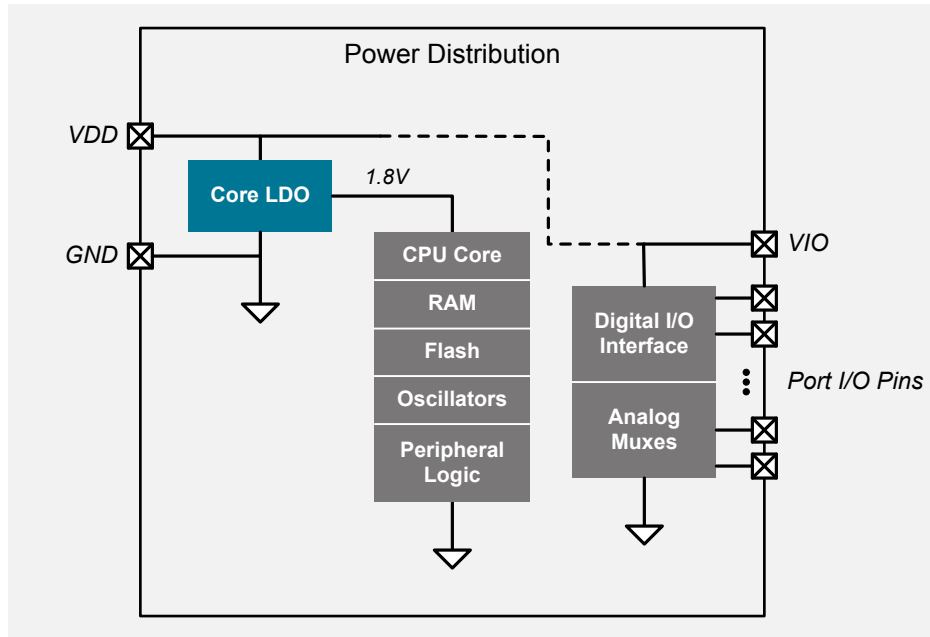 Power Distribution
VDD
Core LDO
1.8V
GND
CPU Core
RAM
Flash
Oscillators
Peripheral
Logic
VIO
Digital I/O
Interface
Port I/O Pins
Analog
Muxes